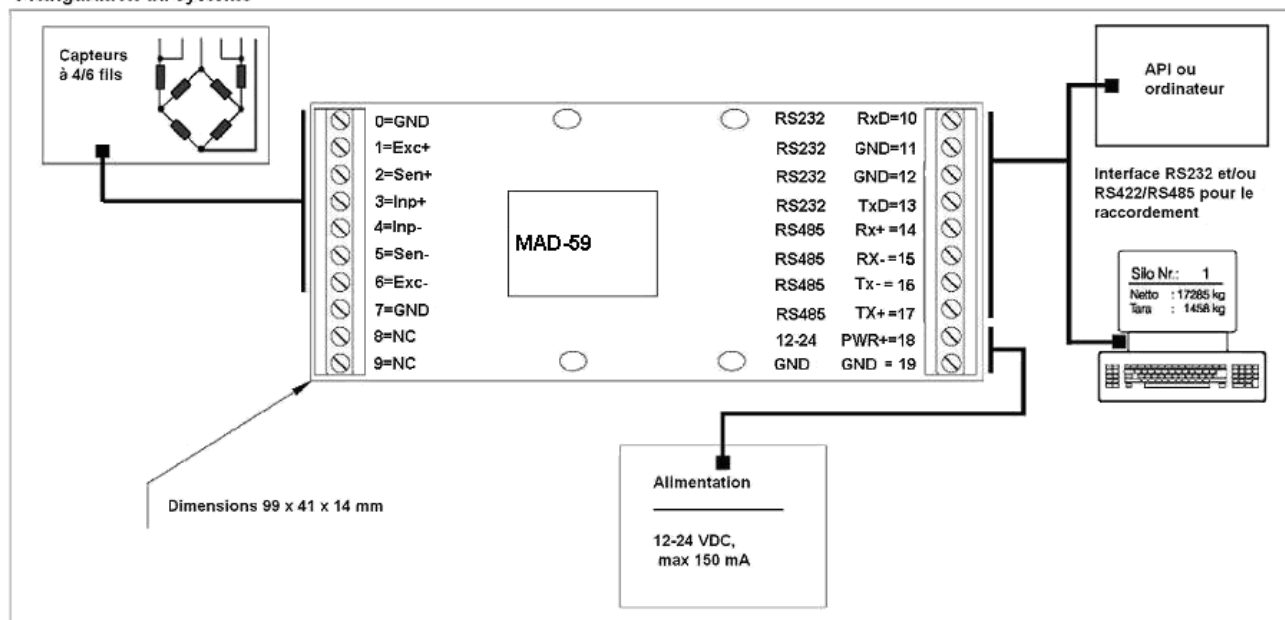 Capteurs
à 4/6 fils
0=GND
1=Exc+
2=Sen+
3=Inp+
4=Inp-
5=Sen-
6=Exc-
7=GND
8=NC
9=NC
MAD-59
RS232 RxD=10
RS232 GND=11
RS232 GND=12
RS232 TxD=13
RS485 Rx+=14
RS485 RX-=15
RS485 Tx-=16
RS485 TX+=17
12-24 PWR+=18
GND GND = 19
API ou
ordinateur
Interface RS232 et/ou
RS422/RS485 pour le
raccordement
Silo Nr.: 1
Netto : 17285 kg
Tara : 1458 kg
Dimensions 99 x 41 x 14 mm
Alimentation
12-24 VDC,
max 150 mA